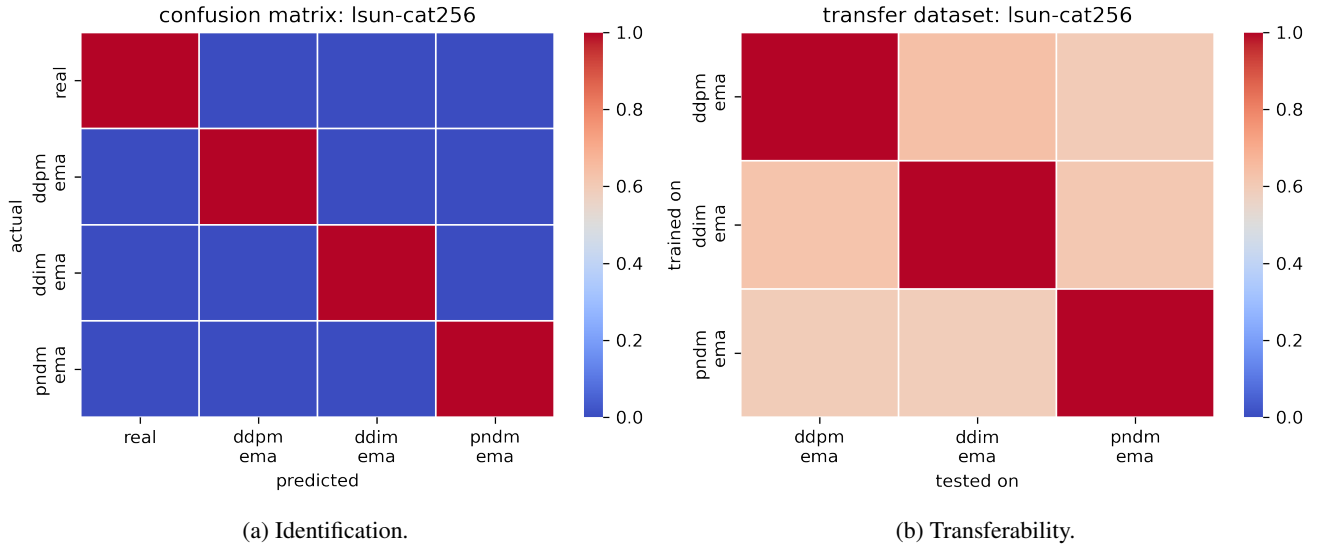 confusion matrix: lsun-cat256
actual
real
ddpm
ema
ddim
ema
pndm
ema
real
ddpm
ema
ddim
ema
pndm
ema
predicted
1.0
0.8
0.6
0.4
0.2
0.0
(a) Identification.
transfer dataset: lsun-cat256
trained on
ddpm
ema
ddim
ema
pndm
ema
ddpm
ema
ddim
ema
pndm
ema
tested on
1.0
0.8
0.6
0.4
0.2
0.0
(b) Transferability.